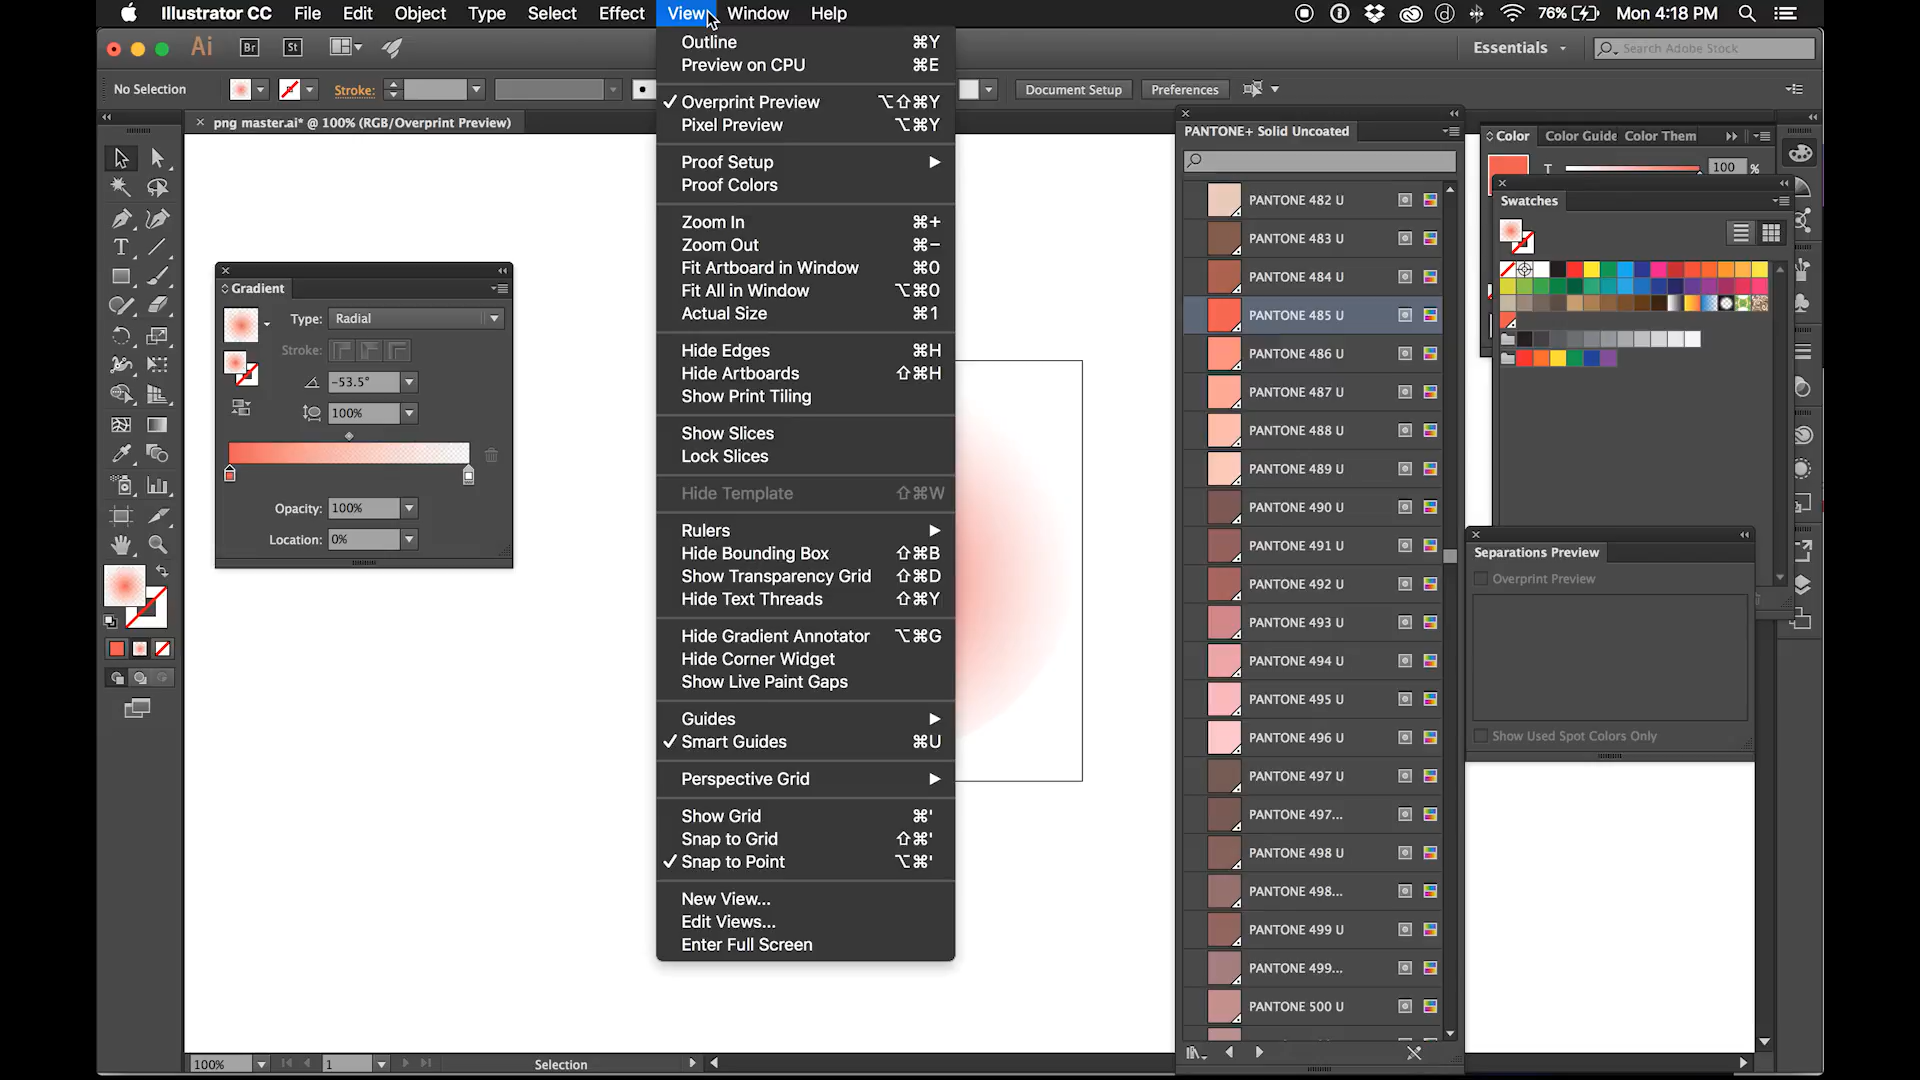 Illustrator CC File Edit Object Type Select Effect View Window Help
76% Mon 4:18 PM
Ai Br St
Essentials
Search Adobe Stock
No Selection
Stroke:
Document Setup
Preferences
png master.ai* @ 100% (RGB/Overprint Preview)
Outline ⌘Y
Preview on CPU ⌘E
✓ Overprint Preview ⌥⇧⌘Y
Pixel Preview ⌥⌘Y
Proof Setup
Proof Colors
Zoom In ⌘+
Zoom Out ⌘−
Fit Artboard in Window ⌘0
Fit All in Window ⌥⌘0
Actual Size ⌘1
Hide Edges ⌘H
Hide Artboards ⇧⌘H
Show Print Tiling
Show Slices
Lock Slices
Hide Template ⇧⌘W
Rulers
Hide Bounding Box ⇧⌘B
Show Transparency Grid ⇧⌘D
Hide Text Threads ⇧⌘Y
Hide Gradient Annotator ⌥⌘G
Hide Corner Widget
Show Live Paint Gaps
Guides
✓ Smart Guides ⌘U
Perspective Grid
Show Grid ⌘'
Snap to Grid ⇧⌘'
✓ Snap to Point ⌥⌘'
New View...
Edit Views...
Enter Full Screen
Gradient
Type: Radial
Stroke:
-53.5°
100%
Opacity: 100%
Location: 0%
PANTONE+ Solid Uncoated
PANTONE 482 U
PANTONE 483 U
PANTONE 484 U
PANTONE 485 U
PANTONE 486 U
PANTONE 487 U
PANTONE 488 U
PANTONE 489 U
PANTONE 490 U
PANTONE 491 U
PANTONE 492 U
PANTONE 493 U
PANTONE 494 U
PANTONE 495 U
PANTONE 496 U
PANTONE 497 U
PANTONE 497...
PANTONE 498 U
PANTONE 498...
PANTONE 499 U
PANTONE 499...
PANTONE 500 U
Color Color Guide Color Them
T 100 %
Swatches
Separations Preview
Overprint Preview
Show Used Spot Colors Only
100% 1 Selection